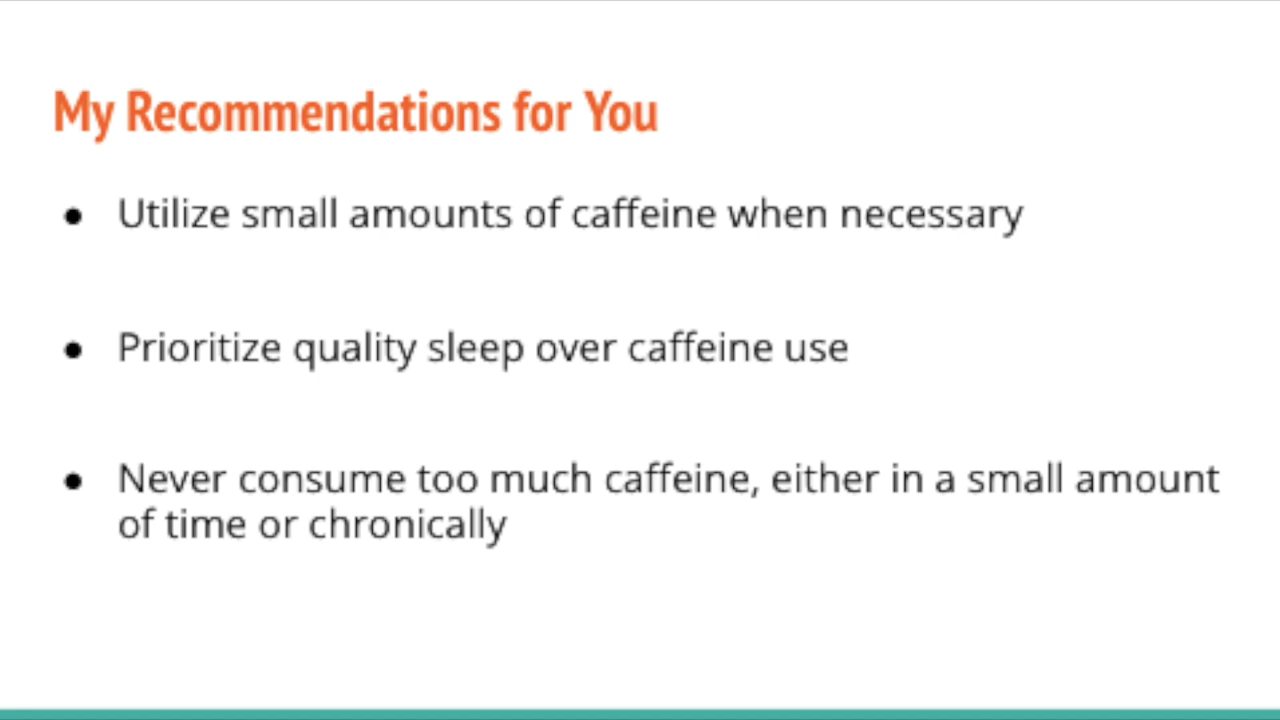 My Recommendations for You
● Utilize small amounts of caffeine when necessary
● Prioritize quality sleep over caffeine use
● Never consume too much caffeine, either in a small amount
of time or chronically